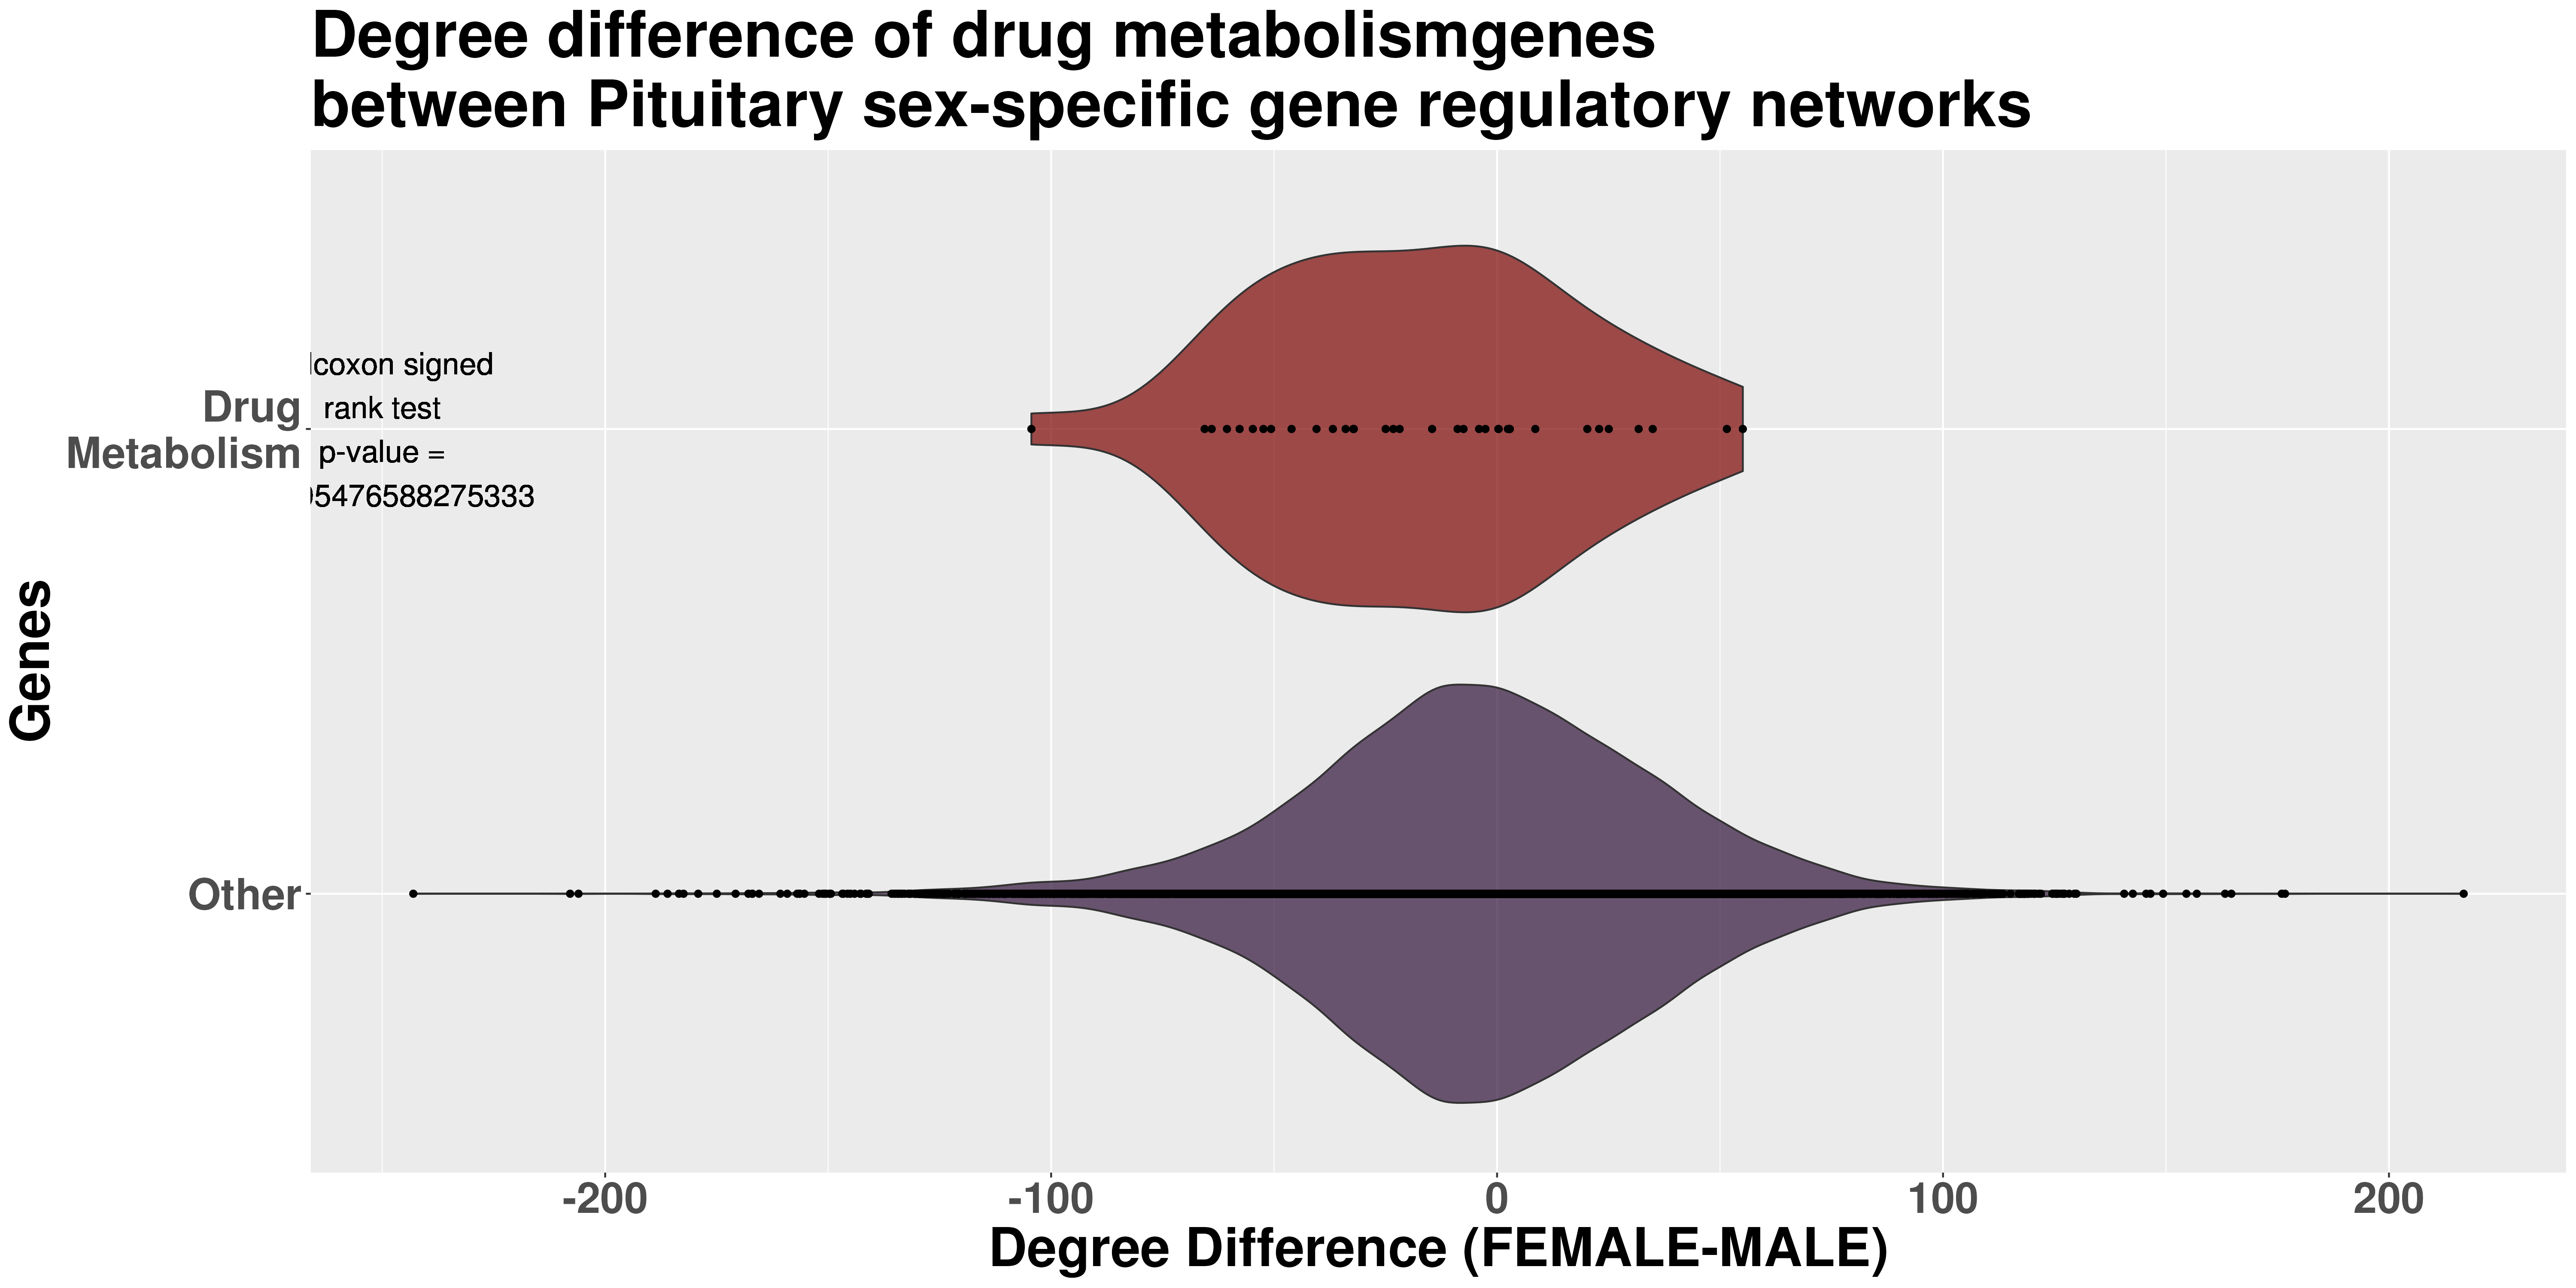 Degree difference of drug metabolismgenes
between Pituitary sex-specific gene regulatory networks
lcoxon signed
rank test
p-value =
95476588275333
Drug
Metabolism
Other
Genes
-200
-100
0
100
200
Degree Difference (FEMALE-MALE)